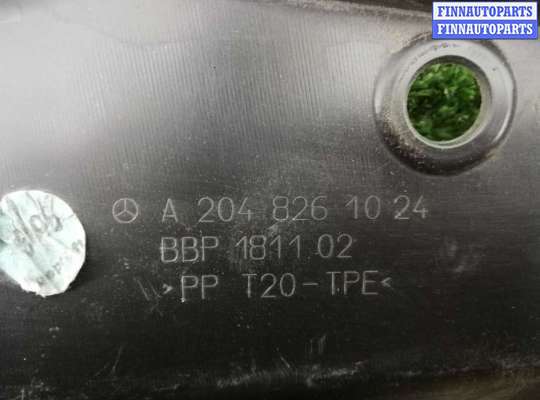 FINNAUTOPARTS
FINNAUTOPARTS
A 204 826 10 24
BBP 1811 02
>PP T20-TPE<